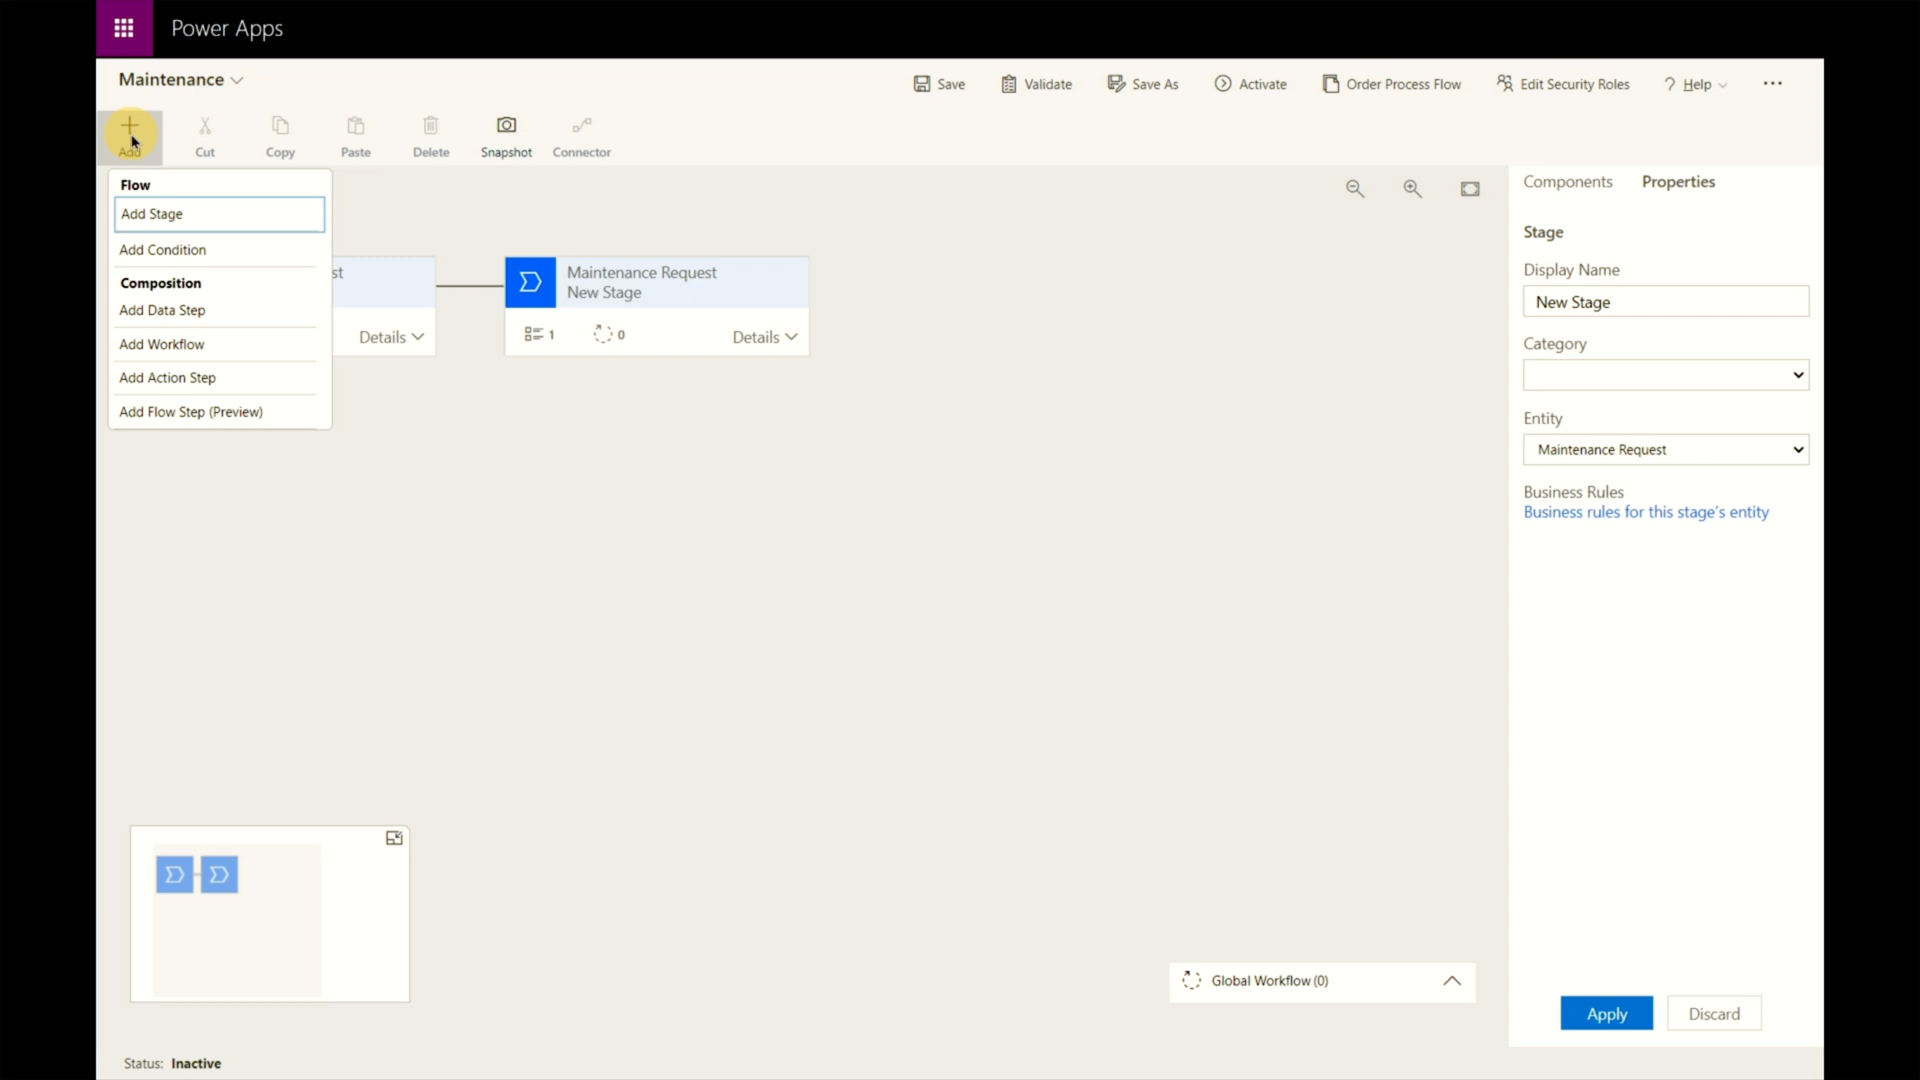 Power Apps
Maintenance
Save
Validate
Save As
Activate
Order Process Flow
Edit Security Roles
? Help
...
Add
Cut
Copy
Paste
Delete
Snapshot
Connector
Flow
Add Stage
Add Condition
Composition
Add Data Step
Add Workflow
Add Action Step
Add Flow Step (Preview)
st
Details
Maintenance Request
New Stage
1
0
Details
Components
Properties
Stage
Display Name
New Stage
Category
Entity
Maintenance Request
Business Rules
Business rules for this stage's entity
Global Workflow (0)
Apply
Discard
Status: Inactive